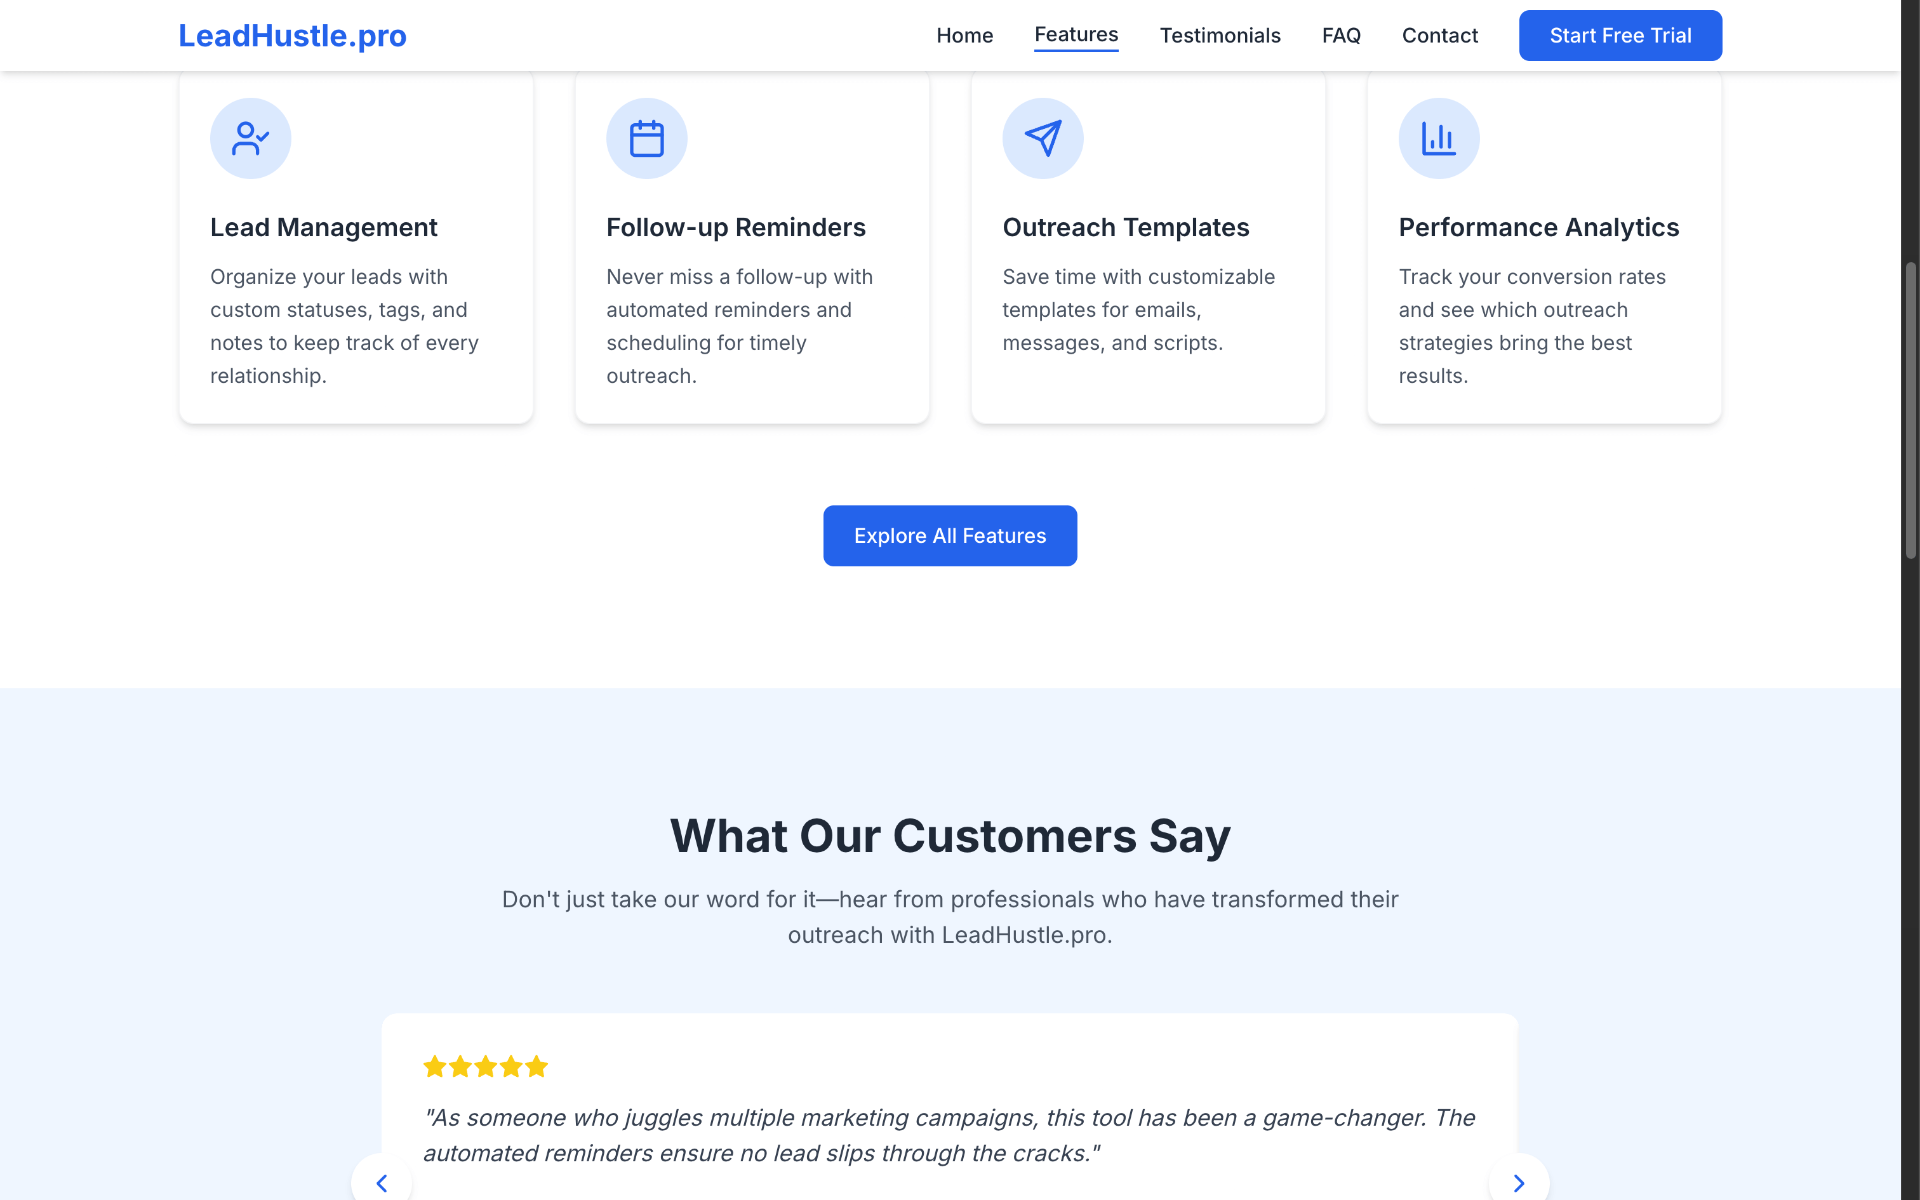 LeadHustle.pro
Home
Features
Testimonials
FAQ
Contact
Start Free Trial
Lead Management
Organize your leads with
custom statuses, tags, and
notes to keep track of every
relationship.
Follow-up Reminders
Never miss a follow-up with
automated reminders and
scheduling for timely
outreach.
Outreach Templates
Save time with customizable
templates for emails,
messages, and scripts.
Performance Analytics
Track your conversion rates
and see which outreach
strategies bring the best
results.
Explore All Features
What Our Customers Say
Don't just take our word for it—hear from professionals who have transformed their
outreach with LeadHustle.pro.
"As someone who juggles multiple marketing campaigns, this tool has been a game-changer. The
automated reminders ensure no lead slips through the cracks."